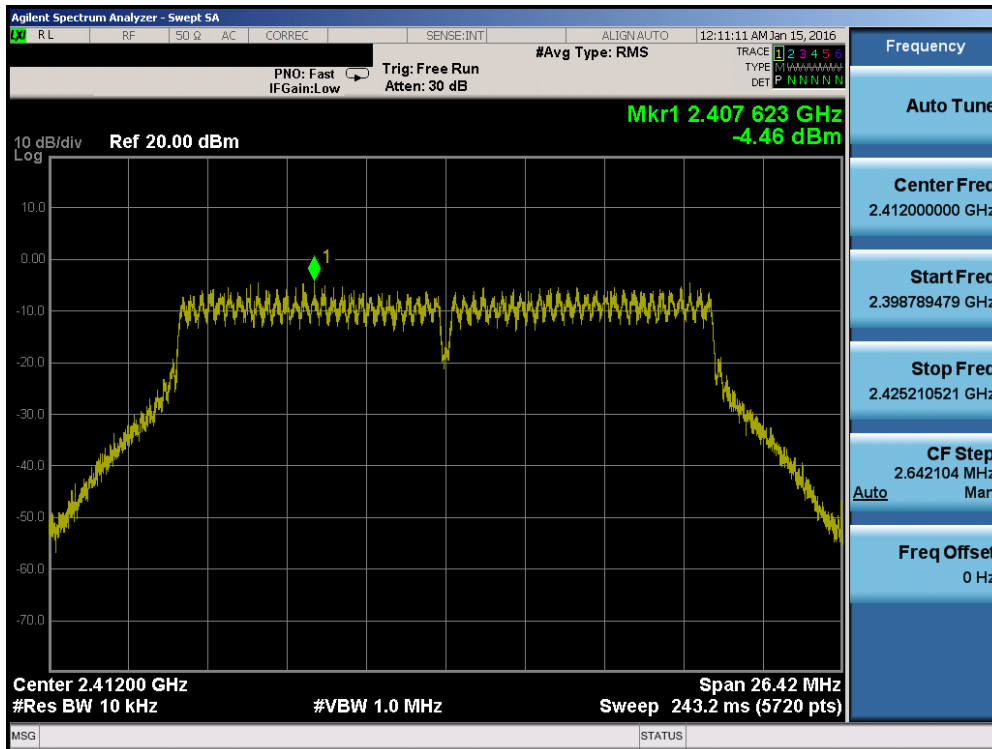 Agilent Spectrum Analyzer - Swept SA
LXI RL RF 50 Ω AC CORREC SENSE:INT ALIGN AUTO 12:11:11 AM Jan 15, 2016
#Avg Type: RMS TRACE 1 2 3 4 5 6
PNO: Fast Trig: Free Run TYPE M W W W W W
IFGain:Low Atten: 30 dB DET P N N N N N
Mkr1 2.407 623 GHz
-4.46 dBm
10 dB/div Ref 20.00 dBm
Log
10.0
0.00
1
-10.0
-20.0
-30.0
-40.0
-50.0
-60.0
-70.0
Center 2.41200 GHz Span 26.42 MHz
#Res BW 10 kHz #VBW 1.0 MHz Sweep 243.2 ms (5720 pts)
MSG STATUS
Frequency
Auto Tune
Center Freq
2.412000000 GHz
Start Freq
2.398789479 GHz
Stop Freq
2.425210521 GHz
CF Step
2.642104 MHz
Auto Man
Freq Offset
0 Hz